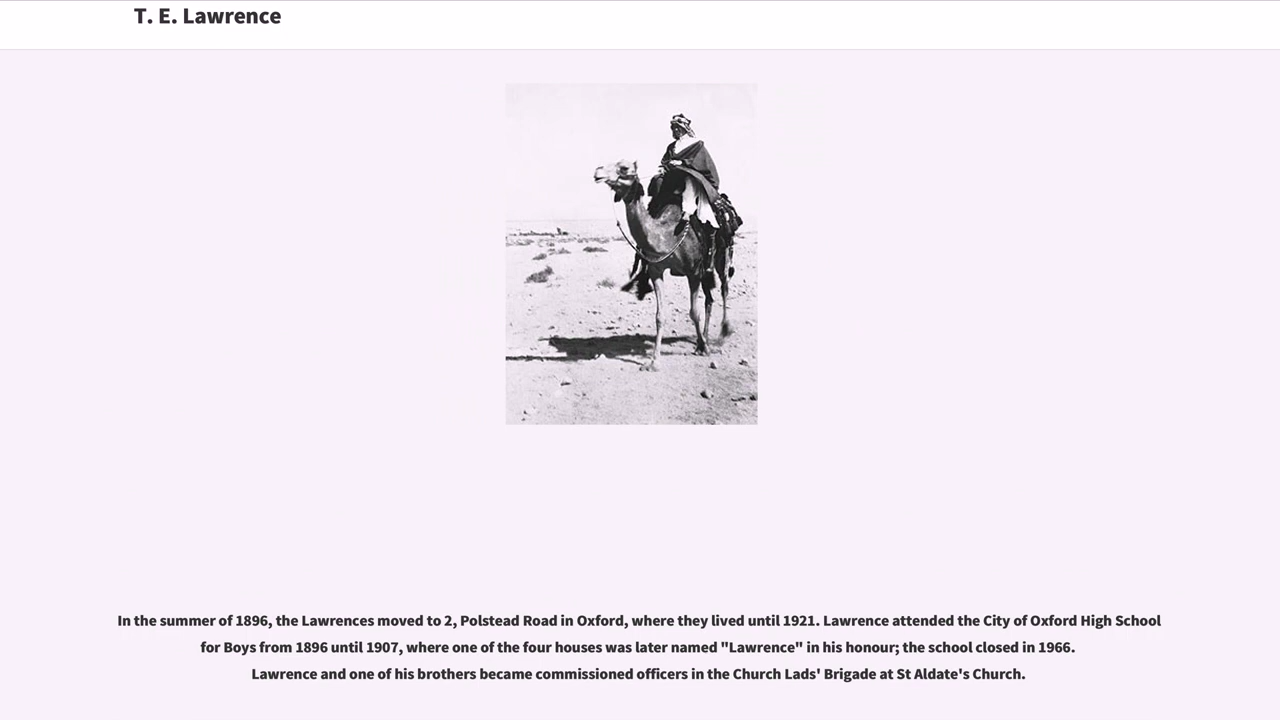 T. E. Lawrence
In the summer of 1896, the Lawrences moved to 2, Polstead Road in Oxford, where they lived until 1921. Lawrence attended the City of Oxford High School
for Boys from 1896 until 1907, where one of the four houses was later named "Lawrence" in his honour; the school closed in 1966.
Lawrence and one of his brothers became commissioned officers in the Church Lads' Brigade at St Aldate's Church.